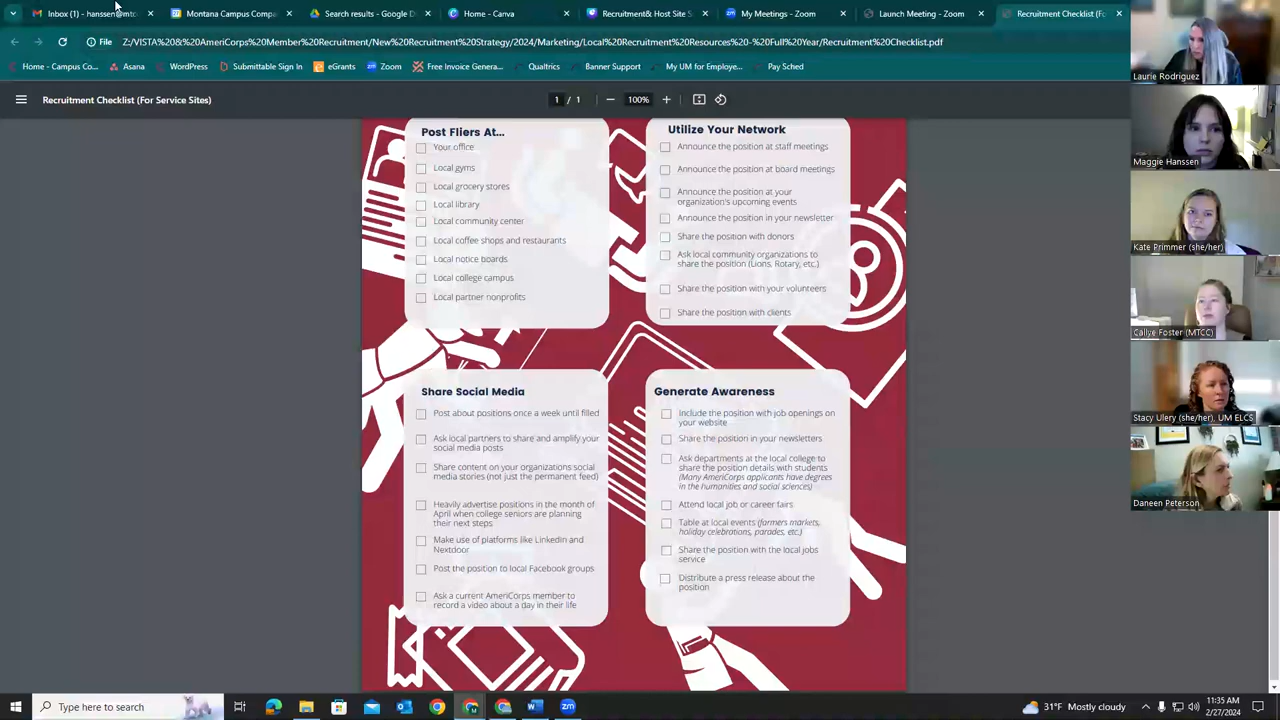 Inbox (1) - hanssen@mtc
Montana Campus Compa
Search results - Google D
Home - Canva
Recruitment& Host Site S
My Meetings - Zoom
Launch Meeting - Zoom
Recruitment Checklist (Fo
File
Z:/VISTA%20&%20AmeriCorps%20Member%20Recruitment/New%20Recruitment%20Strategy/2024/Marketing/Local%20Recruitment%20Resources%20-%20Full%20Year/Recruitment%20Checklist.pdf
Home - Campus Co...
Asana
WordPress
Submittable Sign In
eGrants
Zoom
Free Invoice Genera...
Qualtrics
Banner Support
My UM for Employe...
Pay Sched
Recruitment Checklist (For Service Sites)
1 / 1
100%
Post Fliers At...
Your office
Local gyms
Local grocery stores
Local library
Local community center
Local coffee shops and restaurants
Local notice boards
Local college campus
Local partner nonprofits
Utilize Your Network
Announce the position at staff meetings
Announce the position at board meetings
Announce the position at your
organization's upcoming events
Announce the position in your newsletter
Share the position with donors
Ask local community organizations to
share the position (Lions, Rotary, etc.)
Share the position with your volunteers
Share the position with clients
Share Social Media
Post about positions once a week until filled
Ask local partners to share and amplify your
social media posts
Share content on your organizations social
media stories (not just the permanent feed)
Heavily advertise positions in the month of
April when college seniors are planning
their next steps
Make use of platforms like LinkedIn and
Nextdoor
Post the position to local Facebook groups
Ask a current AmeriCorps member to
record a video about a day in their life
Generate Awareness
Include the position with job openings on
your website
Share the position in your newsletters
Ask departments at the local college to
share the position details with students
(Many AmeriCorps applicants have degrees
in the humanities and social sciences)
Attend local job or career fairs
Table at local events (farmers markets,
holiday celebrations, parades, etc.)
Share the position with the local jobs
service
Distribute a press release about the
position
Laurie Rodriguez
Maggie Hanssen
Kate Primmer (she/her)
Callye Foster (MTCC)
Stacy Ulery (she/her), UM ELCS
Daneen Peterson
Type here to search
31°F Mostly cloudy
11:35 AM
2/27/2024